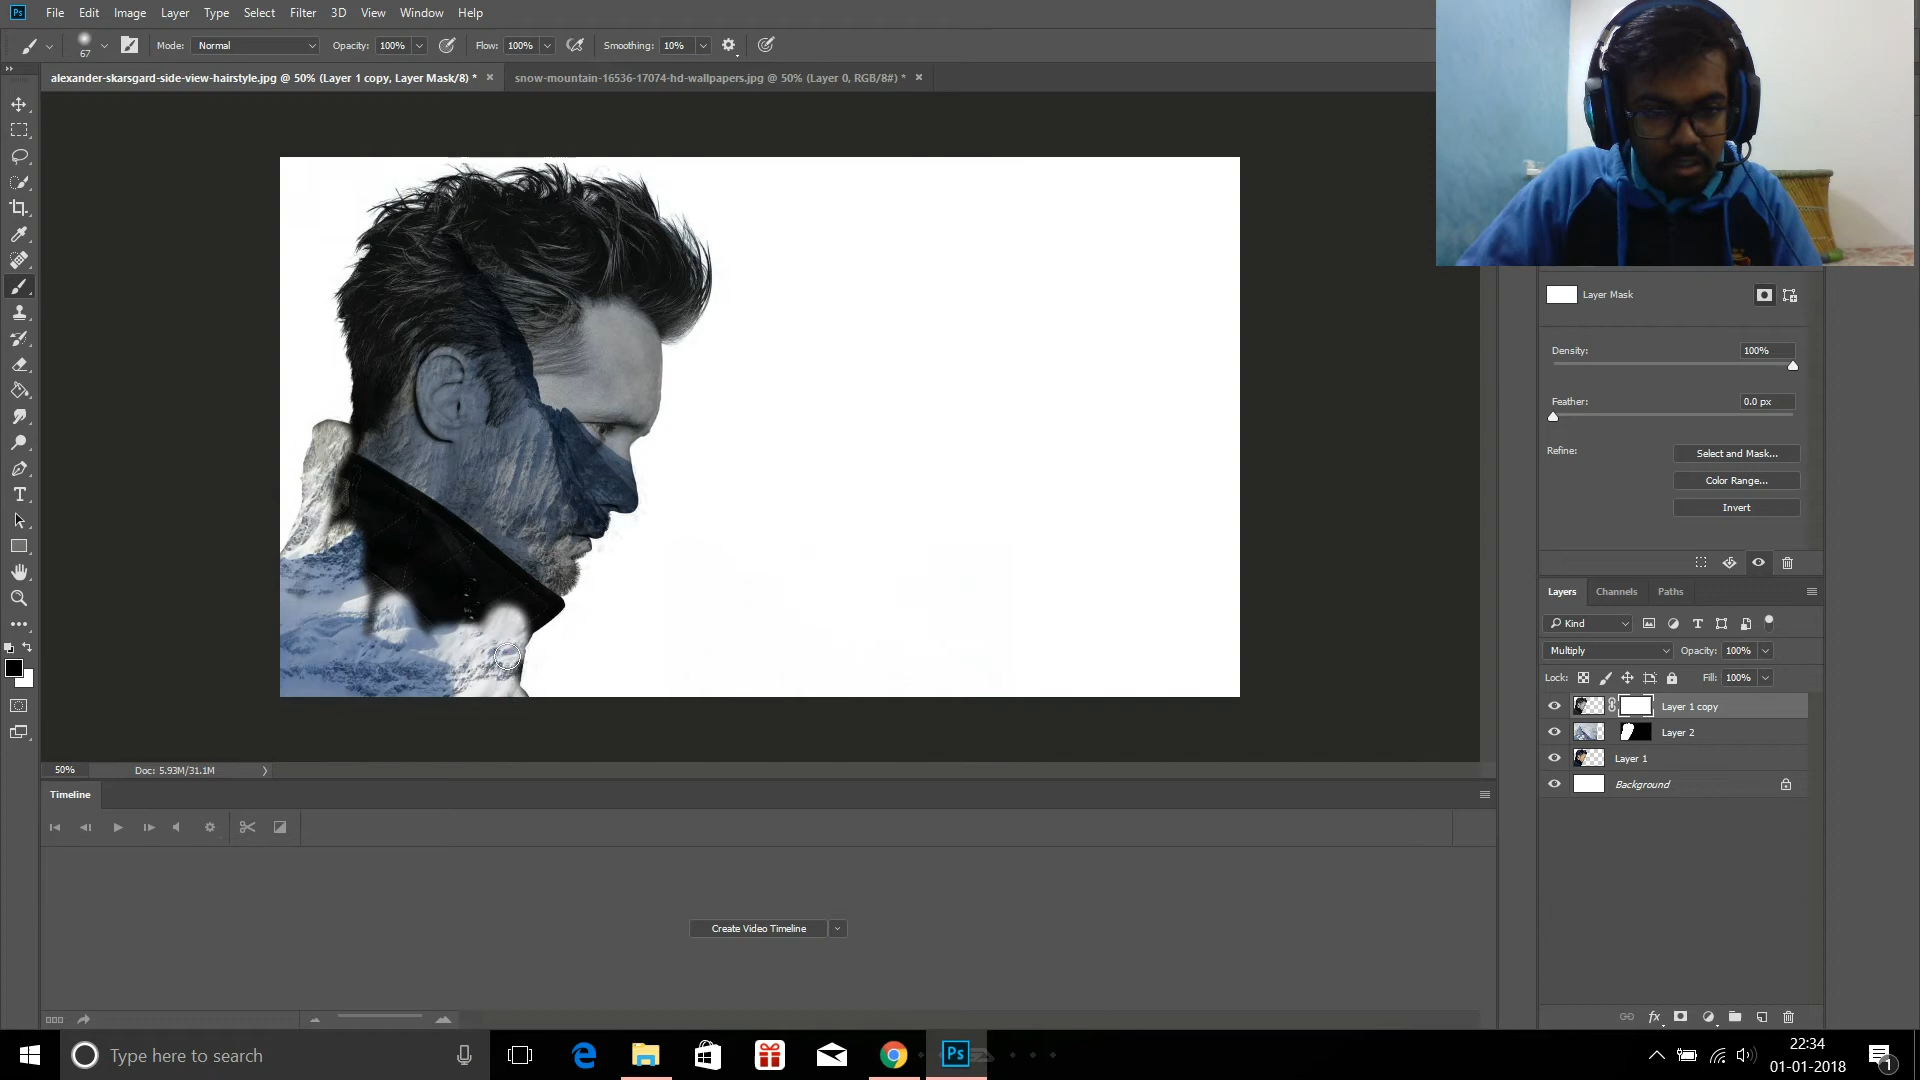 Ps File Edit Image Layer Type Select Filter 3D View Window Help
67 Mode: Normal Opacity: 100% Flow: 100% Smoothing: 10%
alexander-skarsgard-side-view-hairstyle.jpg @ 50% (Layer 1 copy, Layer Mask/8) * × snow-mountain-16536-17074-hd-wallpapers.jpg @ 50% (Layer 0, RGB/8#) * ×
Layer Mask
Density: 100%
Feather: 0.0 px
Refine: Select and Mask...
Color Range...
Invert
Layers Channels Paths
Kind
Multiply Opacity: 100%
Lock: Fill: 100%
Layer 1 copy
Layer 2
Layer 1
Background
50% Doc: 5.93M/31.1M
Timeline
Create Video Timeline
Type here to search
Ps
22:34
01-01-2018
1